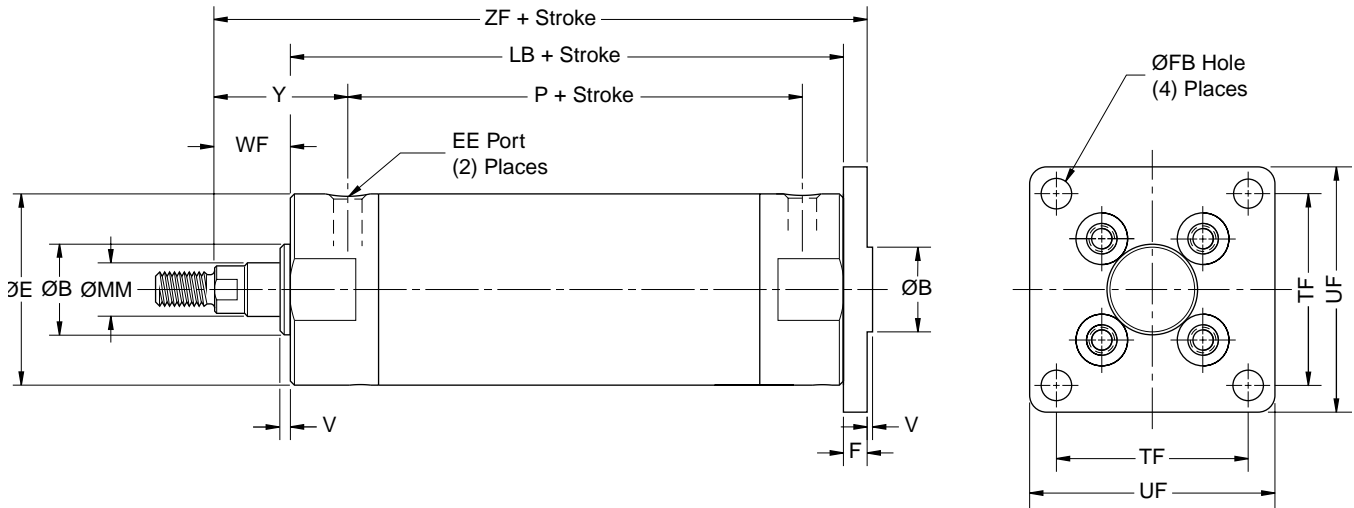 ZF + Stroke
LB + Stroke
Y
P + Stroke
WF
EE Port
(2) Places
ØE
ØB
ØMM
ØB
V
V
F
ØFB Hole
(4) Places
TF
UF
TF
UF